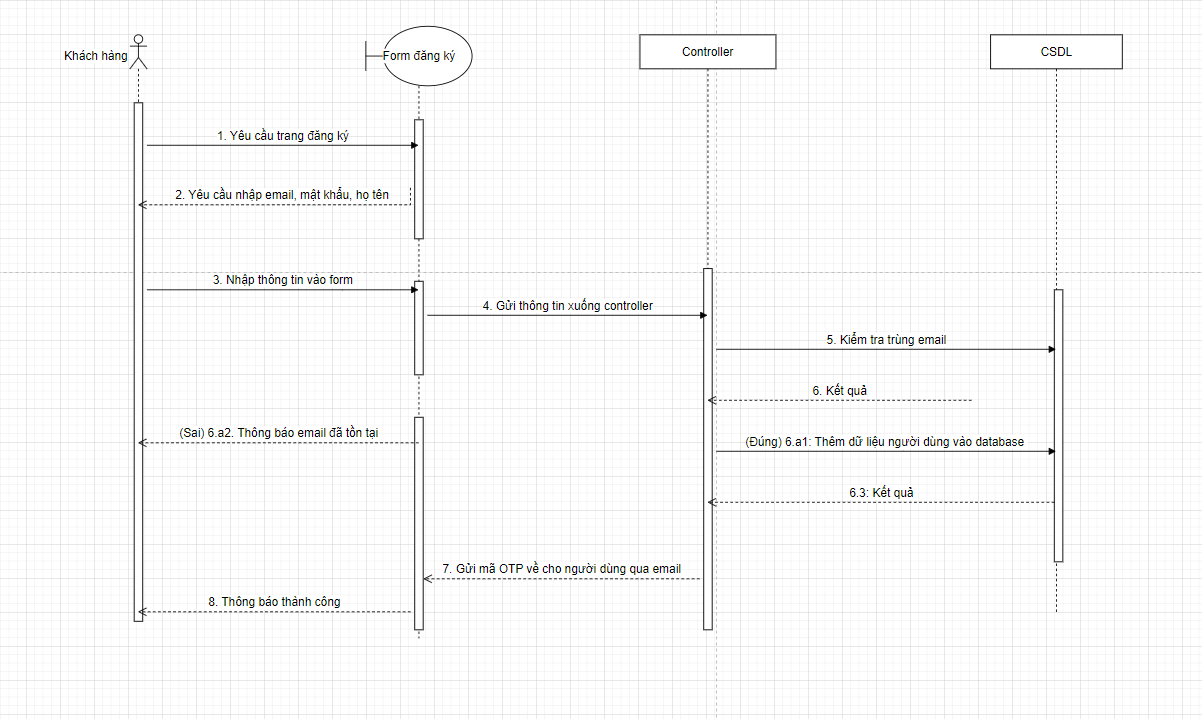 Khách hàng
Form đăng ký
Controller
CSDL
1. Yêu cầu trang đăng ký
2. Yêu cầu nhập email, mật khẩu, họ tên
3. Nhập thông tin vào form
4. Gửi thông tin xuống controller
5. Kiểm tra trùng email
6. Kết quả
(Sai) 6.a2. Thông báo email đã tồn tại
(Đúng) 6.a1: Thêm dữ liệu người dùng vào database
6.3: Kết quả
7. Gửi mã OTP về cho người dùng qua email
8. Thông báo thành công